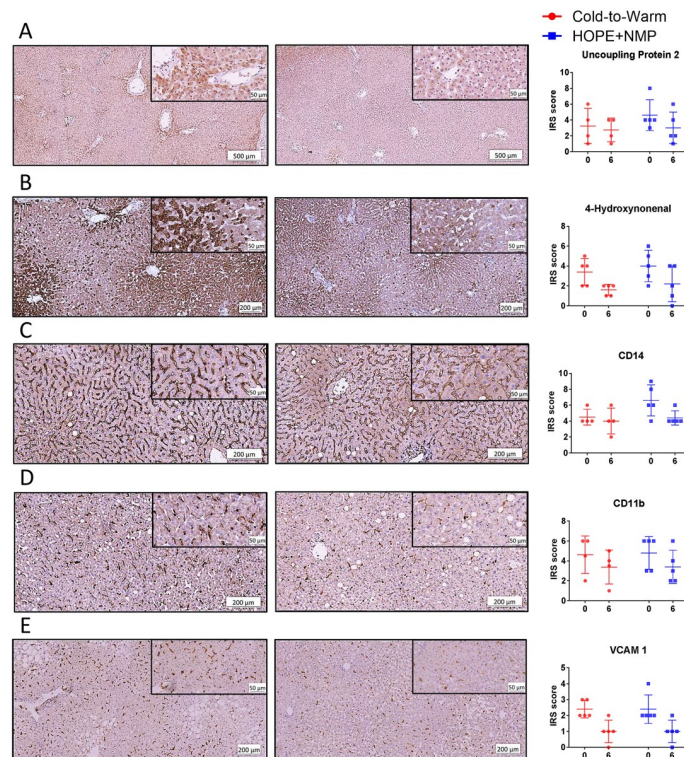 Cold-to-Warm
HOPE+NMP
A
50 µm
500 µm
50 µm
500 µm
Uncoupling Protein 2
IRS score
10
8
6
4
2
0
0 6 0 6
B
50 µm
200 µm
50 µm
200 µm
4-Hydroxynonenal
IRS score
8
6
4
2
0
0 6 0 6
C
50 µm
200 µm
50 µm
200 µm
CD14
IRS score
10
8
6
4
2
0
0 6 0 6
D
50 µm
200 µm
50 µm
200 µm
CD11b
IRS score
8
6
4
2
0
0 6 0 6
E
50 µm
200 µm
50 µm
200 µm
VCAM 1
IRS score
5
4
3
2
1
0
0 6 0 6